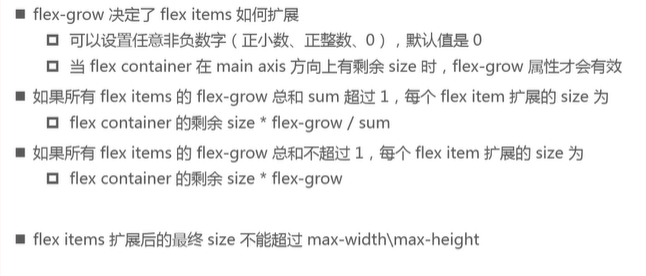 ■ flex-grow 决定了 flex items 如何扩展
◻ 可以设置任意非负数字（正小数、正整数、0），默认值是 0
◻ 当 flex container 在 main axis 方向上有剩余 size 时，flex-grow 属性才会有效
■ 如果所有 flex items 的 flex-grow 总和 sum 超过 1，每个 flex item 扩展的 size 为
◻ flex container 的剩余 size * flex-grow / sum
■ 如果所有 flex items 的 flex-grow 总和不超过 1，每个 flex item 扩展的 size 为
◻ flex container 的剩余 size * flex-grow
■ flex items 扩展后的最终 size 不能超过 max-width\max-height